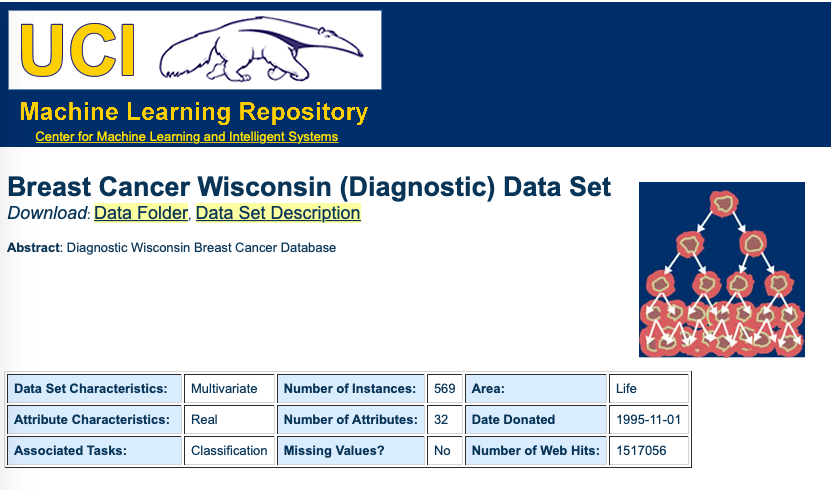 UCI
Machine Learning Repository
Center for Machine Learning and Intelligent Systems
Breast Cancer Wisconsin (Diagnostic) Data Set
Download: Data Folder, Data Set Description
Abstract: Diagnostic Wisconsin Breast Cancer Database
Data Set Characteristics: Multivariate Number of Instances: 569 Area: Life
Attribute Characteristics: Real Number of Attributes: 32 Date Donated 1995-11-01
Associated Tasks: Classification Missing Values? No Number of Web Hits: 1517056